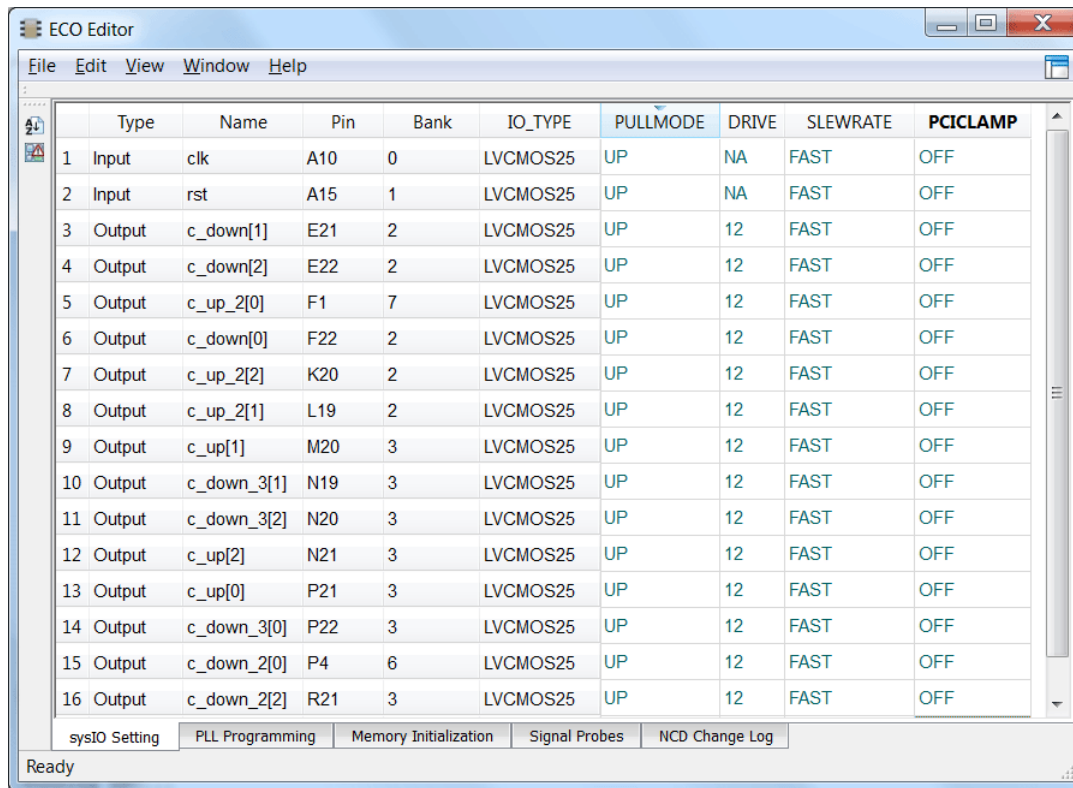 ECO Editor
File Edit View Window Help
Type Name Pin Bank IO_TYPE PULLMODE DRIVE SLEWRATE PCICLAMP
1 Input clk A10 0 LVCMOS25 UP NA FAST OFF
2 Input rst A15 1 LVCMOS25 UP NA FAST OFF
3 Output c_down[1] E21 2 LVCMOS25 UP 12 FAST OFF
4 Output c_down[2] E22 2 LVCMOS25 UP 12 FAST OFF
5 Output c_up_2[0] F1 7 LVCMOS25 UP 12 FAST OFF
6 Output c_down[0] F22 2 LVCMOS25 UP 12 FAST OFF
7 Output c_up_2[2] K20 2 LVCMOS25 UP 12 FAST OFF
8 Output c_up_2[1] L19 2 LVCMOS25 UP 12 FAST OFF
9 Output c_up[1] M20 3 LVCMOS25 UP 12 FAST OFF
10 Output c_down_3[1] N19 3 LVCMOS25 UP 12 FAST OFF
11 Output c_down_3[2] N20 3 LVCMOS25 UP 12 FAST OFF
12 Output c_up[2] N21 3 LVCMOS25 UP 12 FAST OFF
13 Output c_up[0] P21 3 LVCMOS25 UP 12 FAST OFF
14 Output c_down_3[0] P22 3 LVCMOS25 UP 12 FAST OFF
15 Output c_down_2[0] P4 6 LVCMOS25 UP 12 FAST OFF
16 Output c_down_2[2] R21 3 LVCMOS25 UP 12 FAST OFF
sysIO Setting PLL Programming Memory Initialization Signal Probes NCD Change Log
Ready